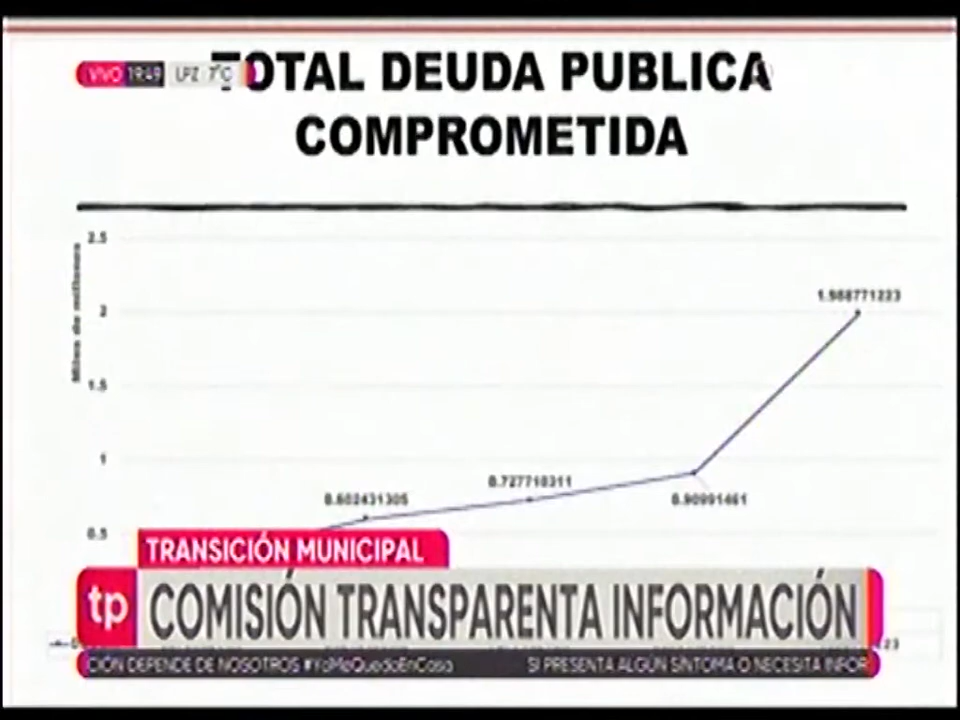 VIVO 19:49 LPZ 7°C
TOTAL DEUDA PUBLICA
COMPROMETIDA
Miles de millones
2.5
2
1.5
1
0.5
1.988771223
0.602431305
0.727710311
0.90991461
TRANSICIÓN MUNICIPAL
tp COMISIÓN TRANSPARENTA INFORMACIÓN
23
CIÓN DEPENDE DE NOSOTROS #YoMeQuedoEnCasa SI PRESENTA ALGÚN SÍNTOMA O NECESITA INFOR